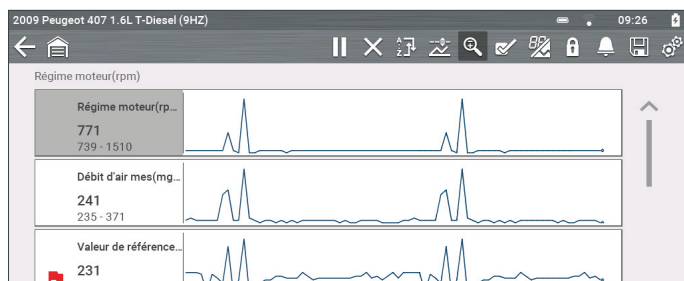 2009 Peugeot 407 1.6L T-Diesel (9HZ) 09:26
Régime moteur(rpm)
Régime moteur(rp...
771
739 - 1510
Débit d'air mes(mg...
241
235 - 371
Valeur de référence...
231